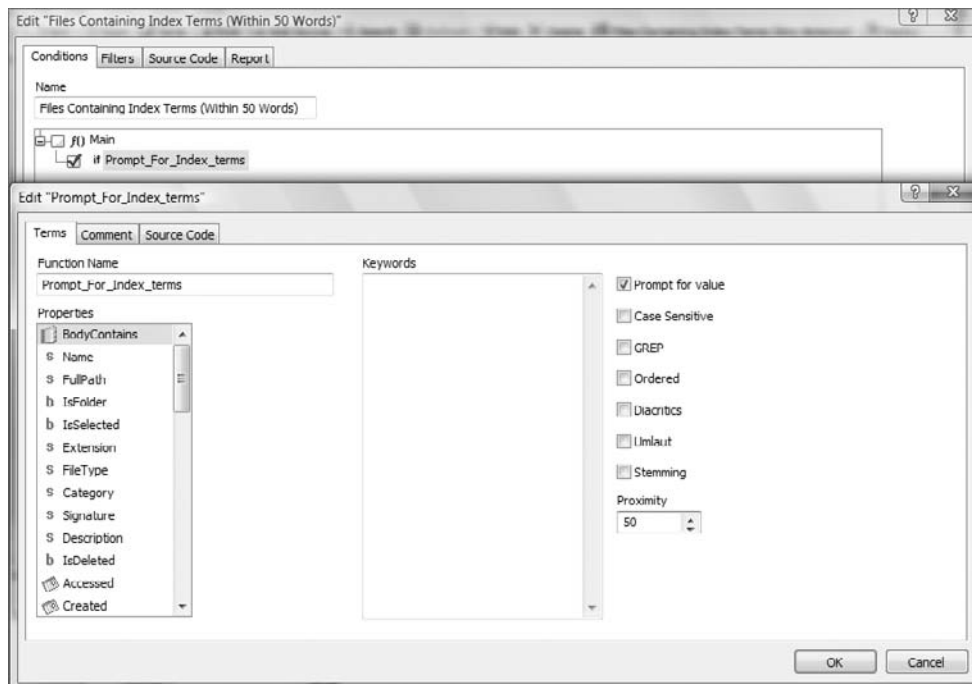 Edit "Files Containing Index Terms (Within 50 Words)"
Conditions Filters Source Code Report
Name
Files Containing Index Terms (Within 50 Words)
f() Main
if Prompt_For_Index_terms
Edit "Prompt_For_Index_terms"
Terms Comment Source Code
Function Name
Prompt_For_Index_terms
Properties
BodyContains
s Name
s FullPath
b IsFolder
b IsSelected
s Extension
s FileType
s Category
s Signature
s Description
b IsDeleted
Accessed
Created
Keywords
Prompt for value
Case Sensitive
GREP
Ordered
Diacritics
Umlaut
Stemming
Proximity
50
OK Cancel